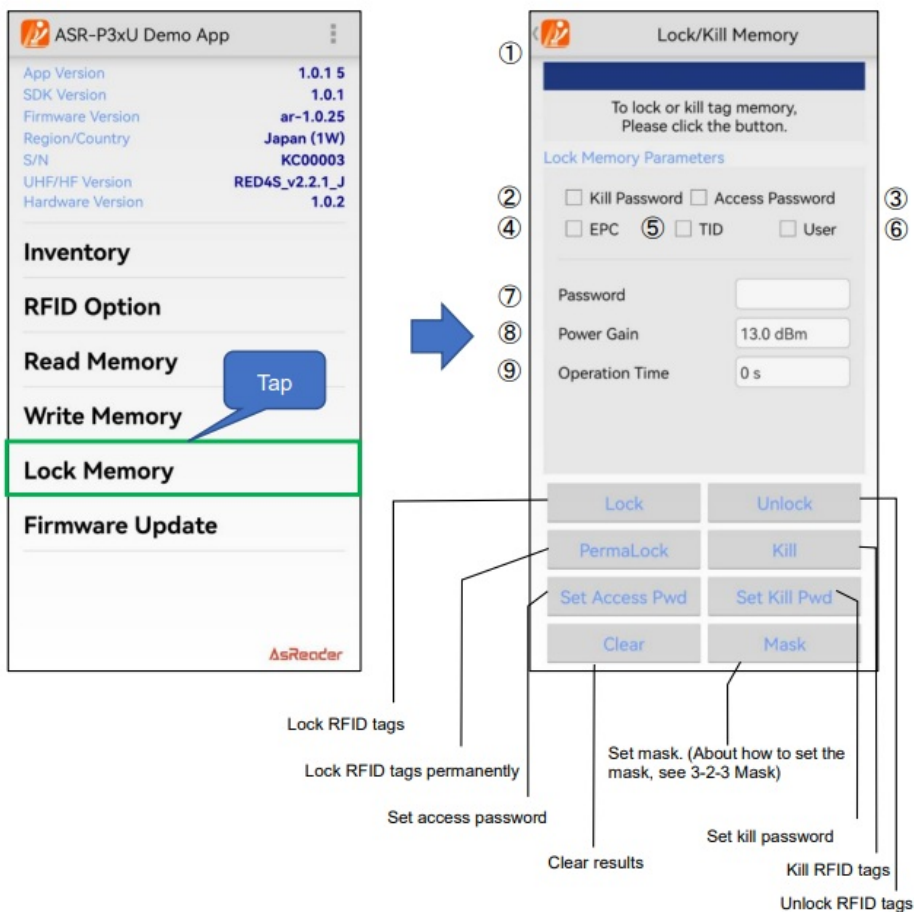 ASR-P3xU Demo App
App Version 1.0.1 5
SDK Version 1.0.1
Firmware Version ar-1.0.25
Region/Country Japan (1W)
S/N KC00003
UHF/HF Version RED4S_v2.2.1_J
Hardware Version 1.0.2
Inventory
RFID Option
Read Memory
Tap
Write Memory
Lock Memory
Firmware Update
AsReader
Lock/Kill Memory
①
To lock or kill tag memory,
Please click the button.
Lock Memory Parameters
② Kill Password Access Password ③
④ EPC ⑤ TID User ⑥
⑦ Password
⑧ Power Gain 13.0 dBm
⑨ Operation Time 0 s
Lock Unlock
PermaLock Kill
Set Access Pwd Set Kill Pwd
Clear Mask
Lock RFID tags
Lock RFID tags permanently
Set access password
Clear results
Set mask. (About how to set the
mask, see 3-2-3 Mask)
Set kill password
Kill RFID tags
Unlock RFID tags